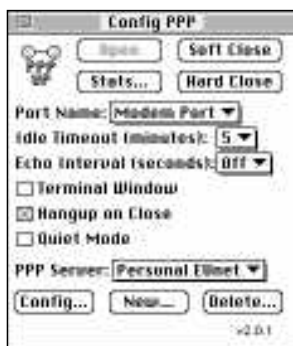 Config PPP
Open
Soft Close
PPP
Stats...
Hard Close
Port Name: Modem Port
Idle Timeout (minutes): 5
Echo Interval (seconds): Off
Terminal Window
Hangup on Close
Quiet Mode
PPP Server: Personal EUnet
Config...
New...
Delete...
v2.0.1